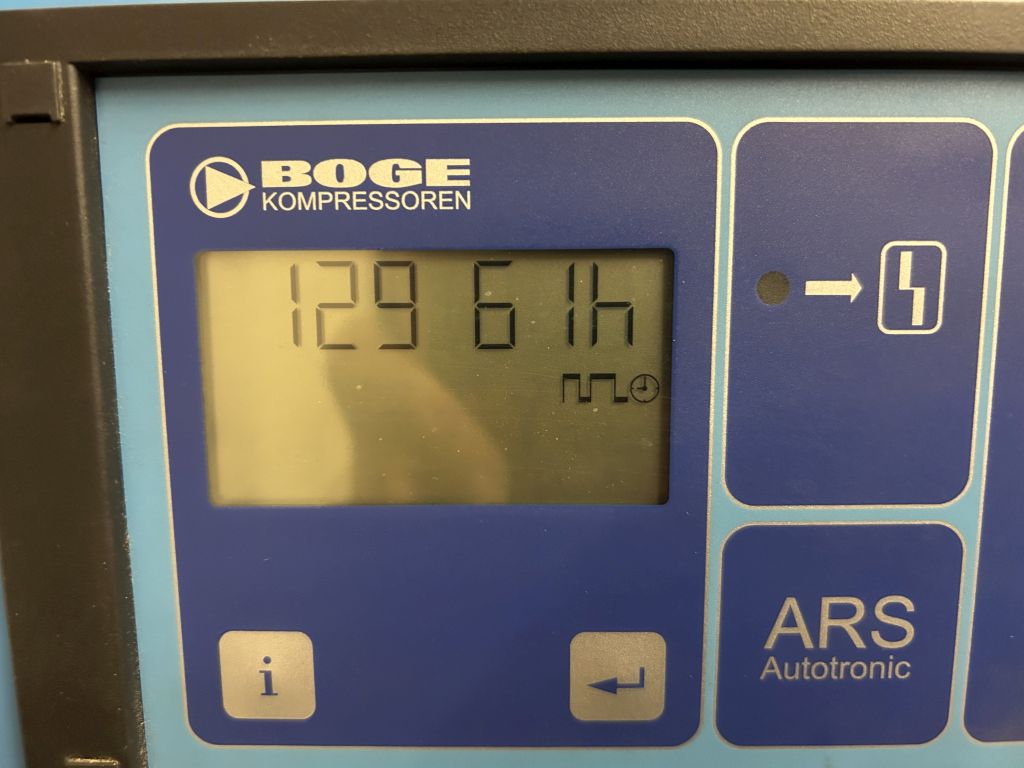 BOGE
KOMPRESSOREN
129 61h
i
ARS
Autotronic